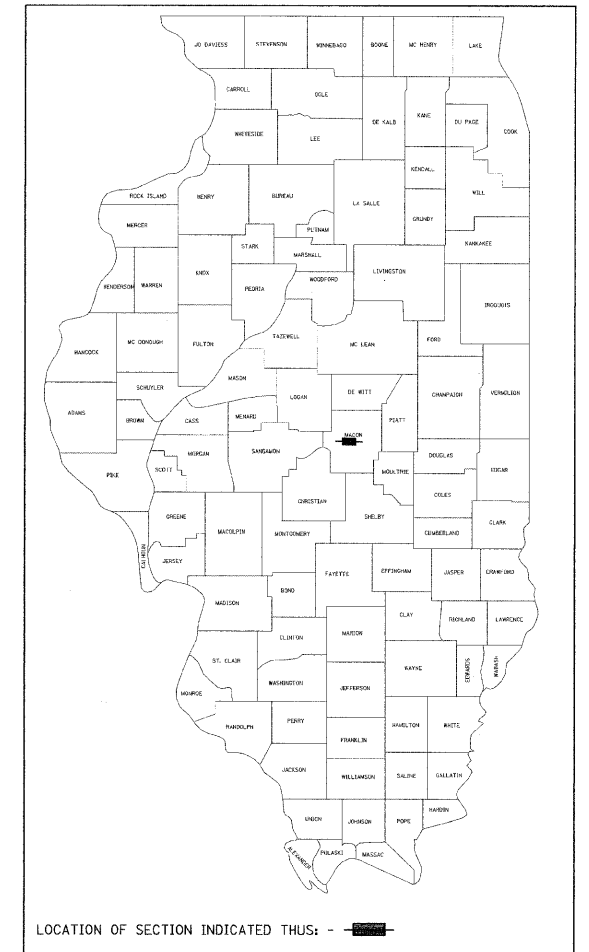 JO DAVIESS STEVENSON WINNEBAGO BOONE MC HENRY LAKE
CARROLL OGLE
DE KALB KANE DU PAGE COOK
WHITESIDE LEE
KENDALL
WILL
ROCK ISLAND HENRY BUREAU LA SALLE
GRUNDY
MERCER PUTNAM
STARK KANKAKEE
MARSHALL
KNOX LIVINGSTON
HENDERSON WARREN PEORIA WOODFORD
IROQUOIS
TAZEWELL FORD
HANCOCK MC DONOUGH FULTON MC LEAN
MASON
SCHUYLER LOGAN DE WITT CHAMPAIGN VERMILION
ADAMS
BROWN CASS MENARD PIATT
MACON
MORGAN SANGAMON DOUGLAS
PIKE SCOTT MOULTRIE EDGAR
COLES
CHRISTIAN
GREENE SHELBY CLARK
MACOUPIN MONTGOMERY CUMBERLAND
CALHOUN JERSEY
FAYETTE EFFINGHAM JASPER CRAWFORD
BOND
MADISON
CLAY RICHLAND LAWRENCE
CLINTON MARION
ST. CLAIR WAYNE EDWARDS WABASH
WASHINGTON
MONROE JEFFERSON
RANDOLPH PERRY HAMILTON WHITE
FRANKLIN
JACKSON WILLIAMSON SALINE GALLATIN
HARDIN
UNION JOHNSON POPE
ALEXANDER PULASKI MASSAC
LOCATION OF SECTION INDICATED THUS: -